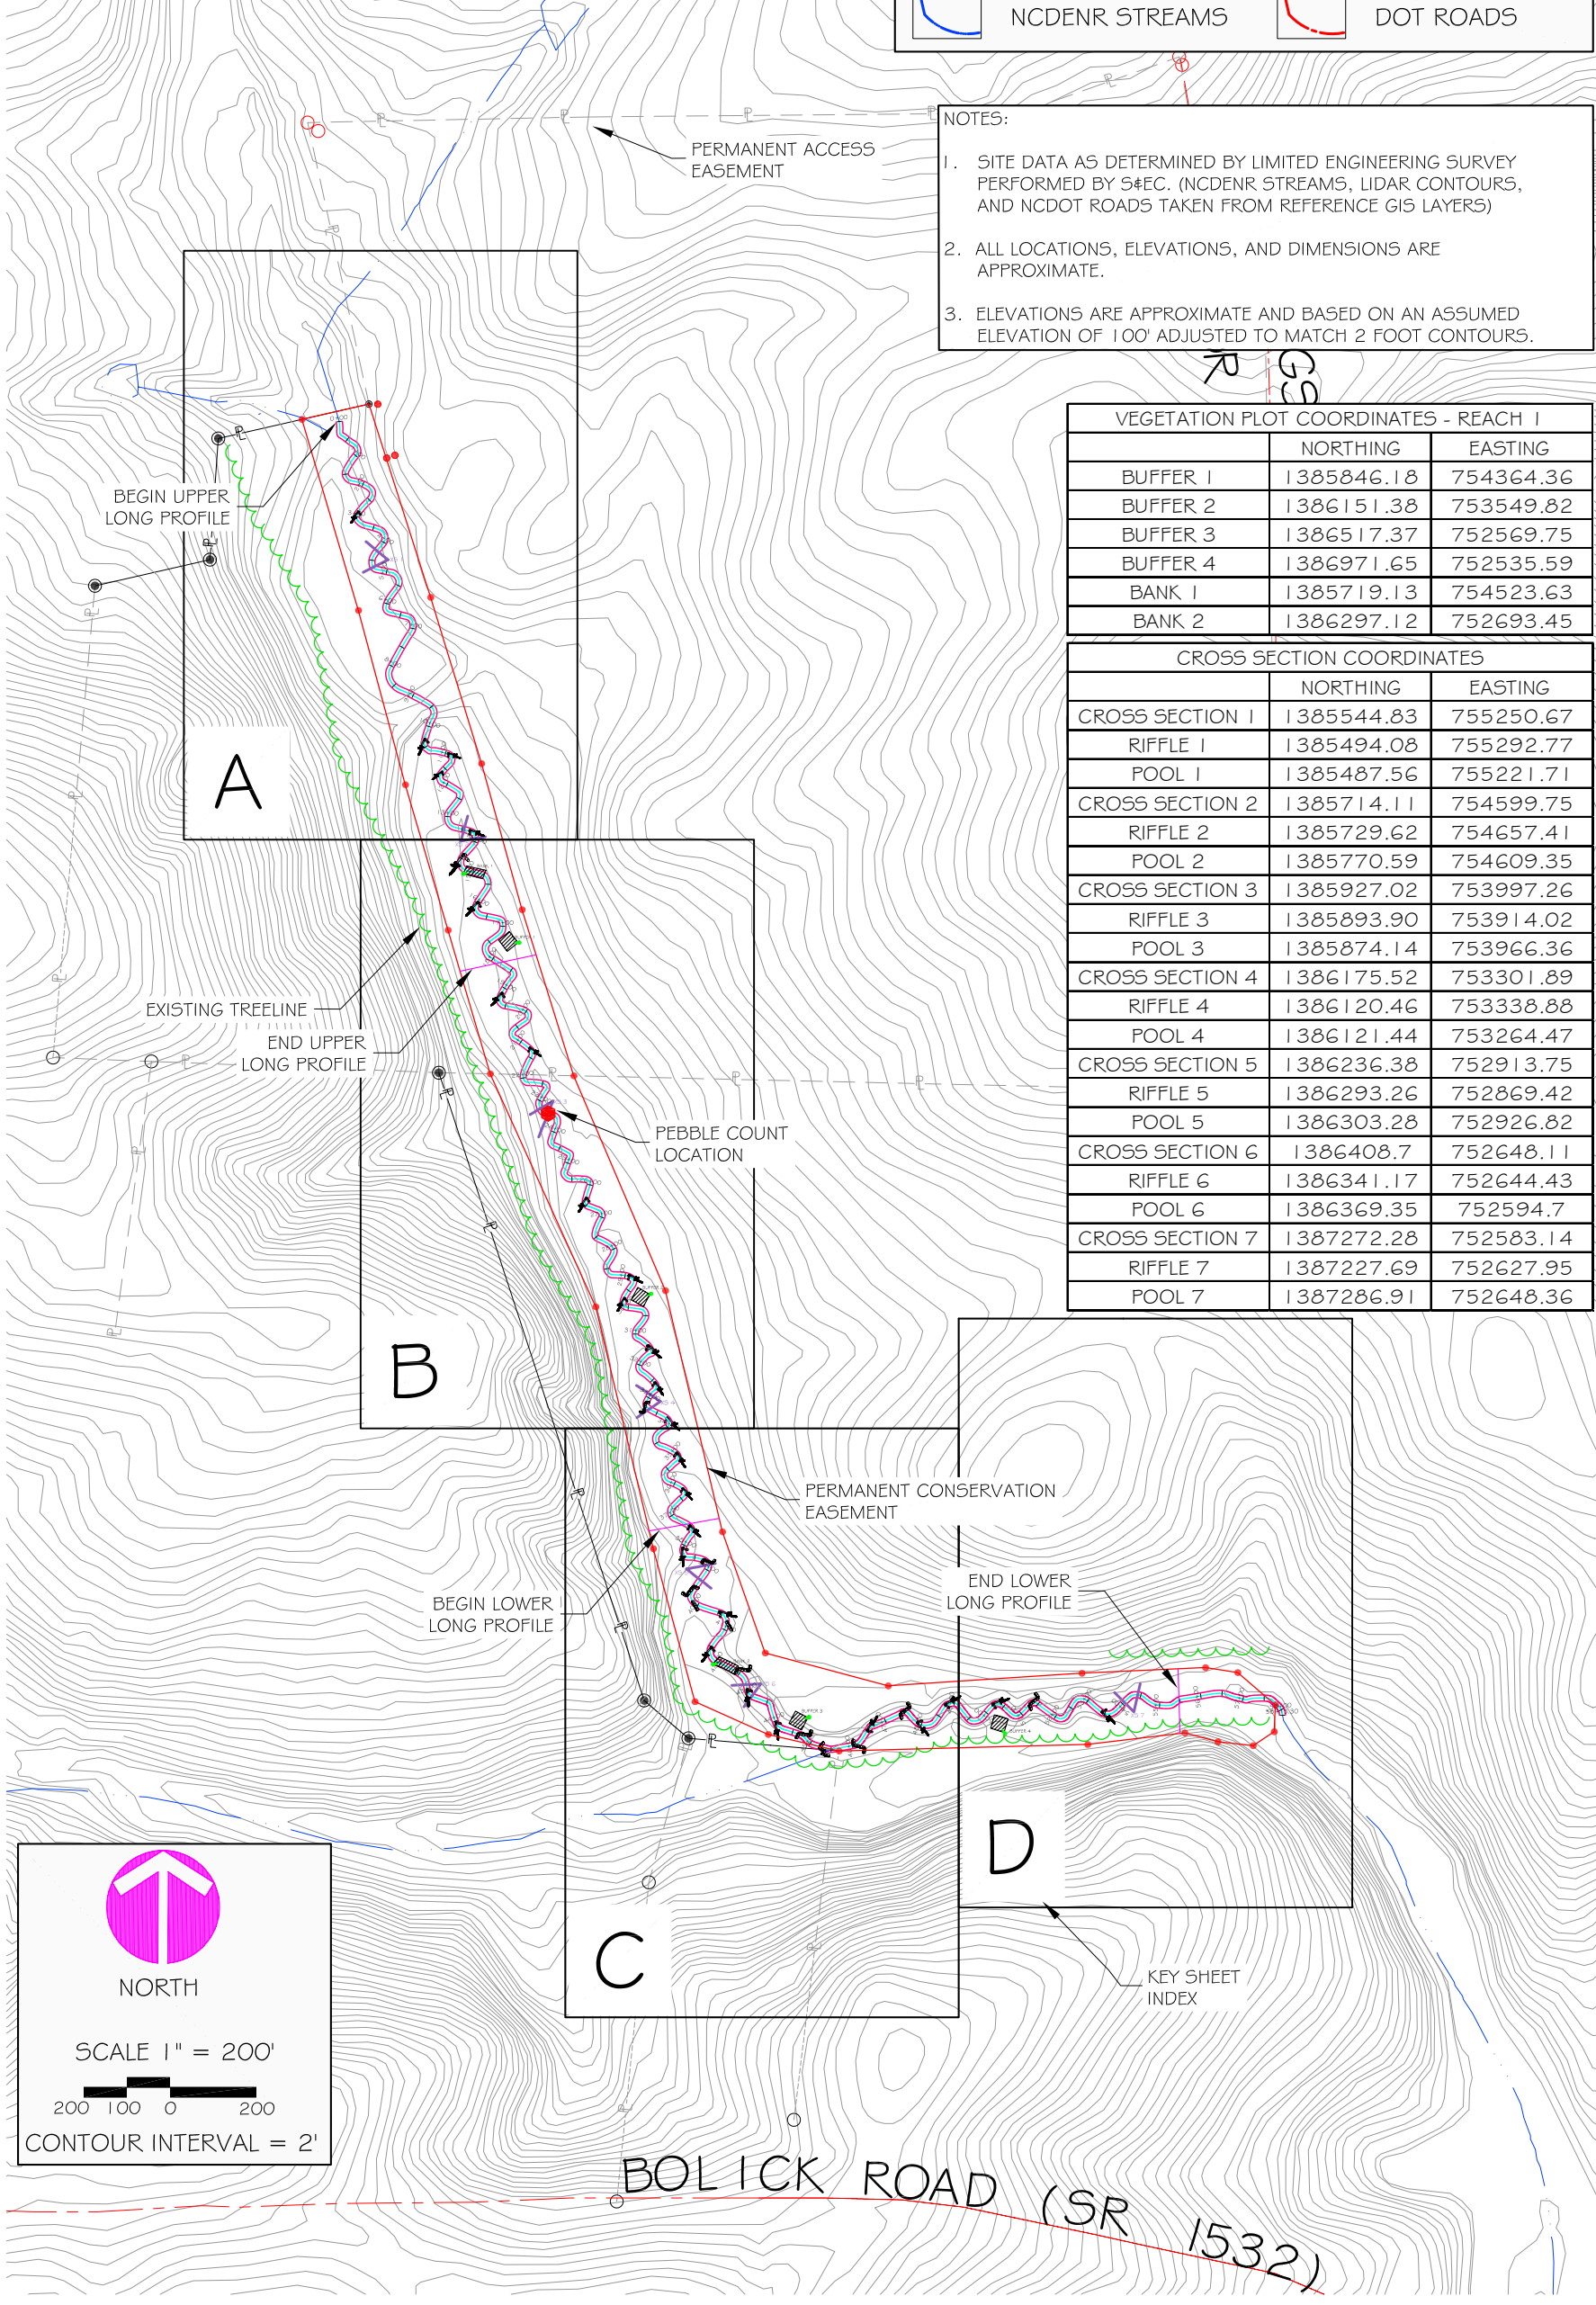 NCDENR STREAMS
DOT ROADS
PERMANENT ACCESS
EASEMENT
NOTES:
1. SITE DATA AS DETERMINED BY LIMITED ENGINEERING SURVEY
PERFORMED BY S&EC. (NCDENR STREAMS, LIDAR CONTOURS,
AND NCDOT ROADS TAKEN FROM REFERENCE GIS LAYERS)
2. ALL LOCATIONS, ELEVATIONS, AND DIMENSIONS ARE
APPROXIMATE.
3. ELEVATIONS ARE APPROXIMATE AND BASED ON AN ASSUMED
ELEVATION OF 100' ADJUSTED TO MATCH 2 FOOT CONTOURS.
VEGETATION PLOT COORDINATES - REACH 1
NORTHING EASTING
BUFFER 1 1385846.18 754364.36
BUFFER 2 1386151.38 753549.82
BUFFER 3 1386517.37 752569.75
BUFFER 4 1386971.65 752535.59
BANK 1 1385719.13 754523.63
BANK 2 1386297.12 752693.45
CROSS SECTION COORDINATES
NORTHING EASTING
CROSS SECTION 1 1385544.83 755250.67
RIFFLE 1 1385494.08 755292.77
POOL 1 1385487.56 755221.71
CROSS SECTION 2 1385714.11 754599.75
RIFFLE 2 1385729.62 754657.41
POOL 2 1385770.59 754609.35
CROSS SECTION 3 1385927.02 753997.26
RIFFLE 3 1385893.90 753914.02
POOL 3 1385874.14 753966.36
CROSS SECTION 4 1386175.52 753301.89
RIFFLE 4 1386120.46 753338.88
POOL 4 1386121.44 753264.47
CROSS SECTION 5 1386236.38 752913.75
RIFFLE 5 1386293.26 752869.42
POOL 5 1386303.28 752926.82
CROSS SECTION 6 1386408.7 752648.11
RIFFLE 6 1386341.17 752644.43
POOL 6 1386369.35 752594.7
CROSS SECTION 7 1387272.28 752583.14
RIFFLE 7 1387227.69 752627.95
POOL 7 1387286.91 752648.36
BEGIN UPPER
LONG PROFILE
A
EXISTING TREELINE
END UPPER
LONG PROFILE
PEBBLE COUNT
LOCATION
B
PERMANENT CONSERVATION
EASEMENT
BEGIN LOWER
LONG PROFILE
END LOWER
LONG PROFILE
D
C
KEY SHEET
INDEX
NORTH
SCALE 1" = 200'
200 100 0 200
CONTOUR INTERVAL = 2'
BOLICK ROAD (SR 1532)